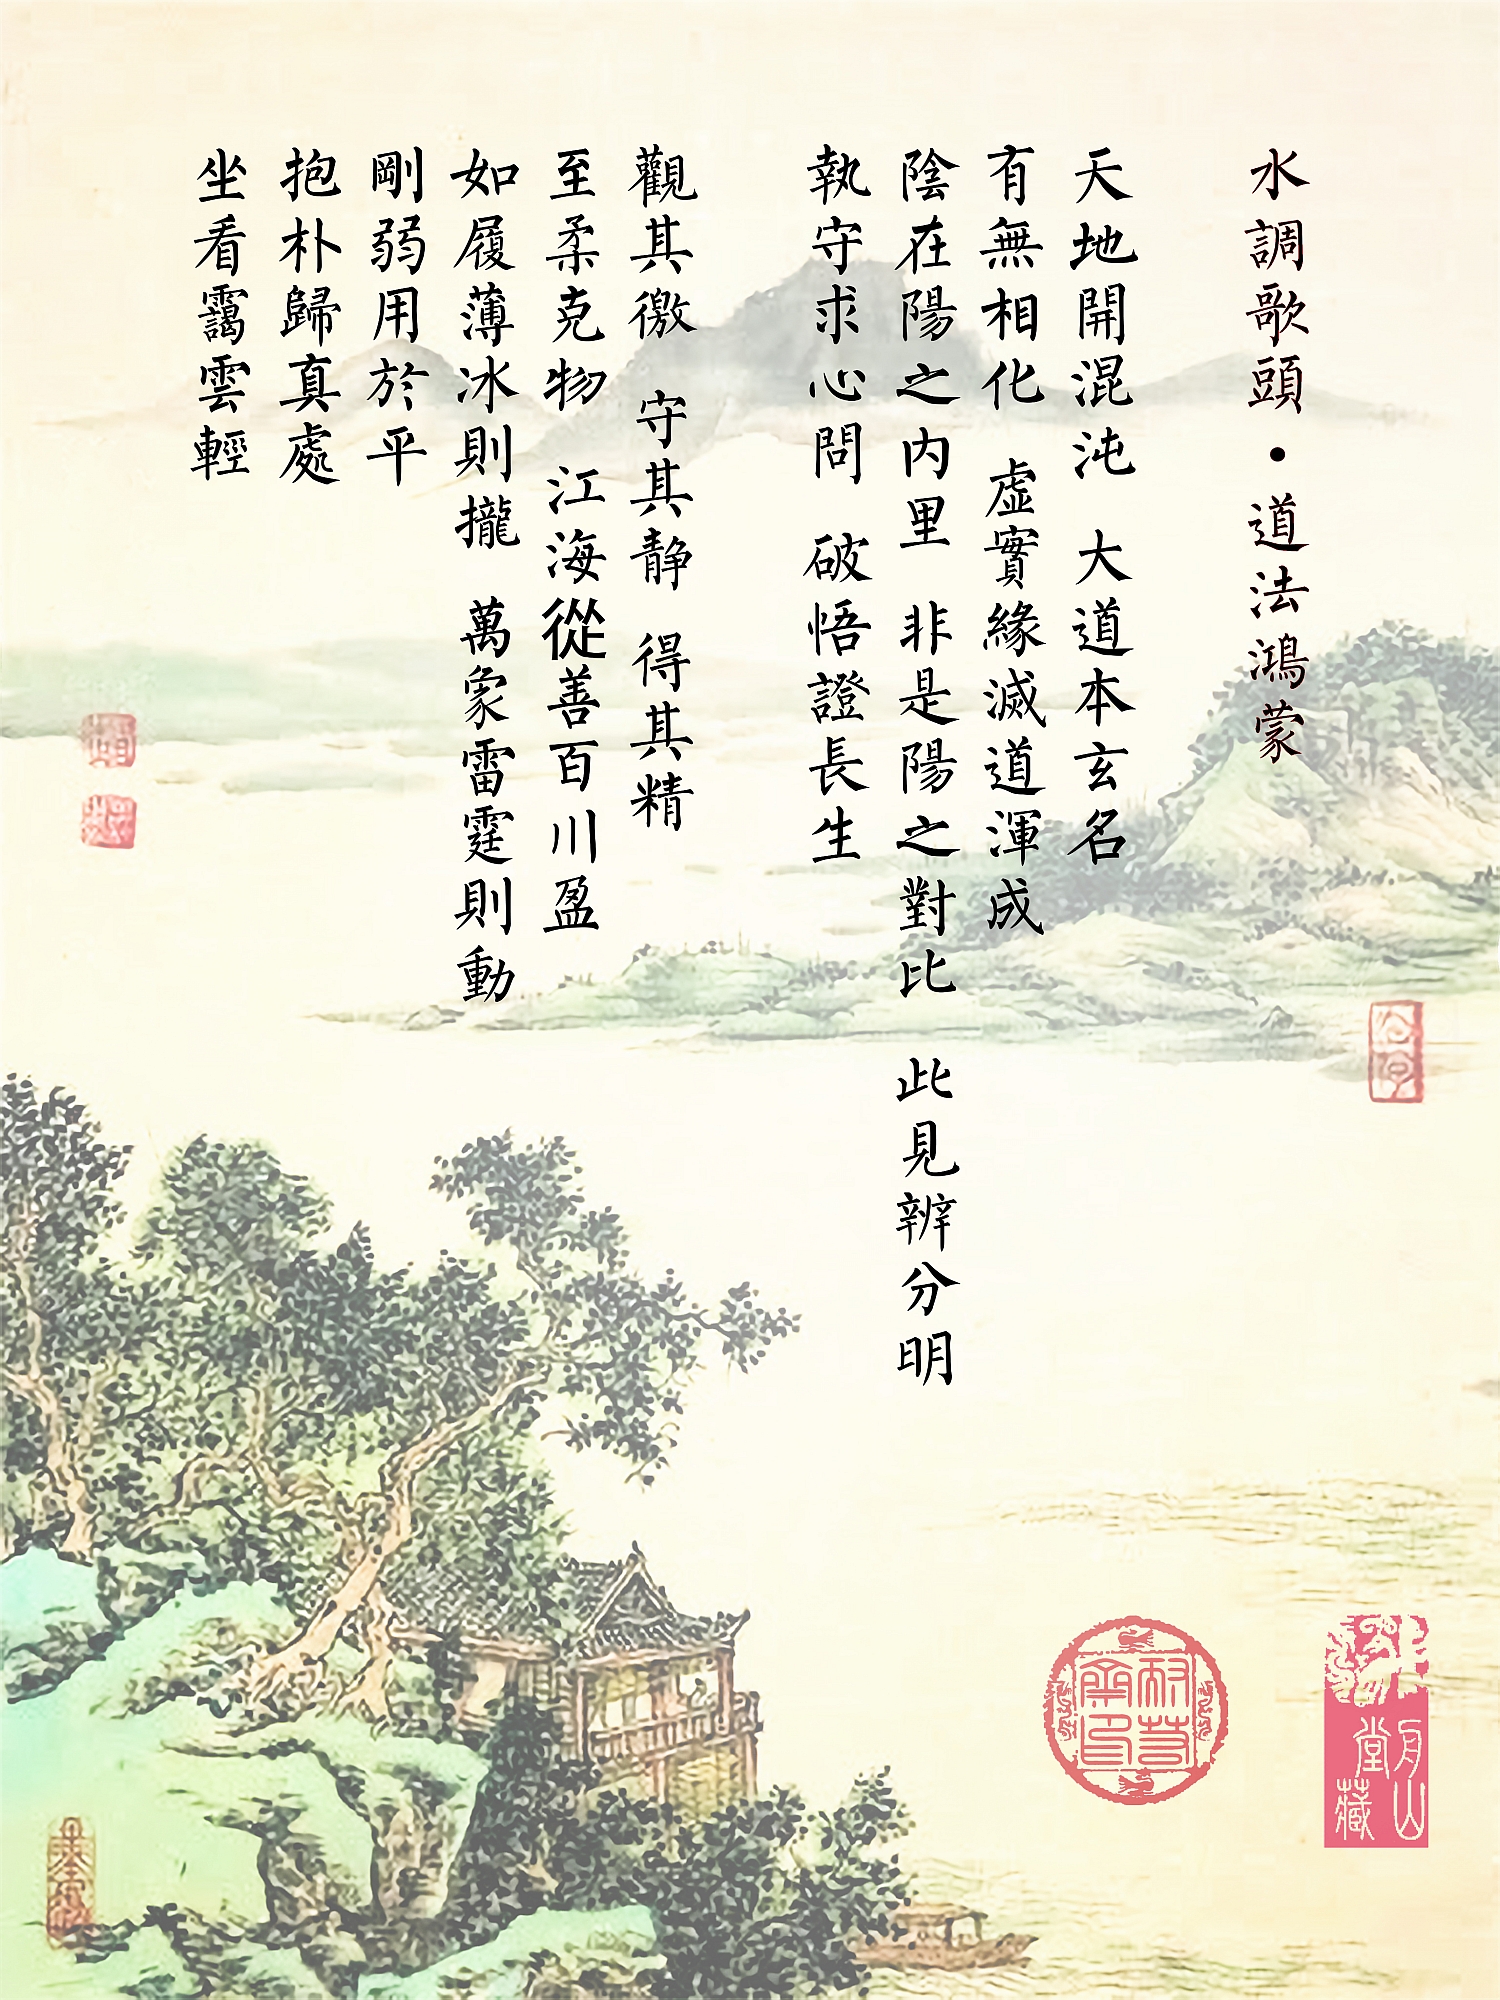 水調歌頭·道法鴻蒙
天地開混沌 大道本玄名
有無相化 虛實緣滅道渾成
陰在陽之内里 非是陽之對比 此見辨分明
執守求心問 破悟證長生
觀其徼 守其静 得其精
至柔克物 江海從善百川盈
如履薄冰則攏 萬象雷霆則動
剛弱用於平
抱朴歸真處
坐看靄雲輕
月山堂藏